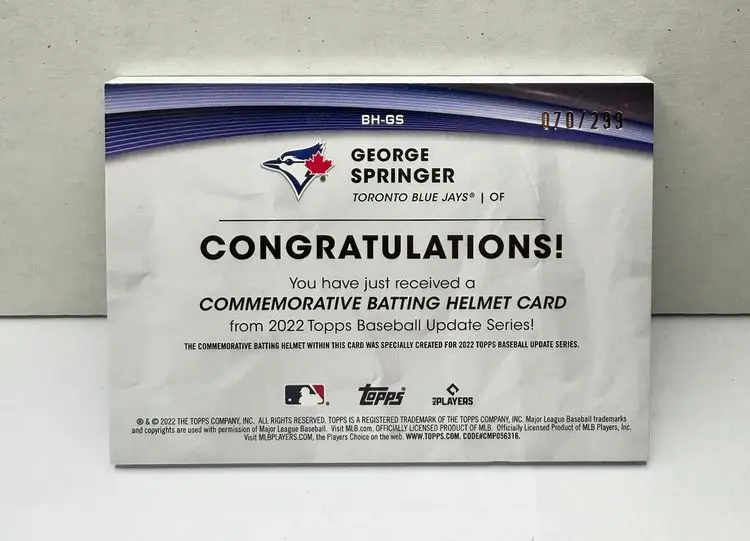 BH-GS
070/299
GEORGE
SPRINGER
TORONTO BLUE JAYS® | OF
CONGRATULATIONS!
You have just received a
COMMEMORATIVE BATTING HELMET CARD
from 2022 Topps Baseball Update Series!
THE COMMEMORATIVE BATTING HELMET WITHIN THIS CARD WAS SPECIALLY CREATED FOR 2022 TOPPS BASEBALL UPDATE SERIES.
Topps® MLB PLAYERS
® & © 2022 THE TOPPS COMPANY, INC. ALL RIGHTS RESERVED. TOPPS IS A REGISTERED TRADEMARK OF THE TOPPS COMPANY, INC. Major League Baseball trademarks
and copyrights are used with permission of Major League Baseball. Visit MLB.com. OFFICIALLY LICENSED PRODUCT OF MLB. Officially Licensed Product of MLB Players, Inc.
Visit MLBPLAYERS.COM, the Players Choice on the web. WWW.TOPPS.COM. CODE#CMP056316.